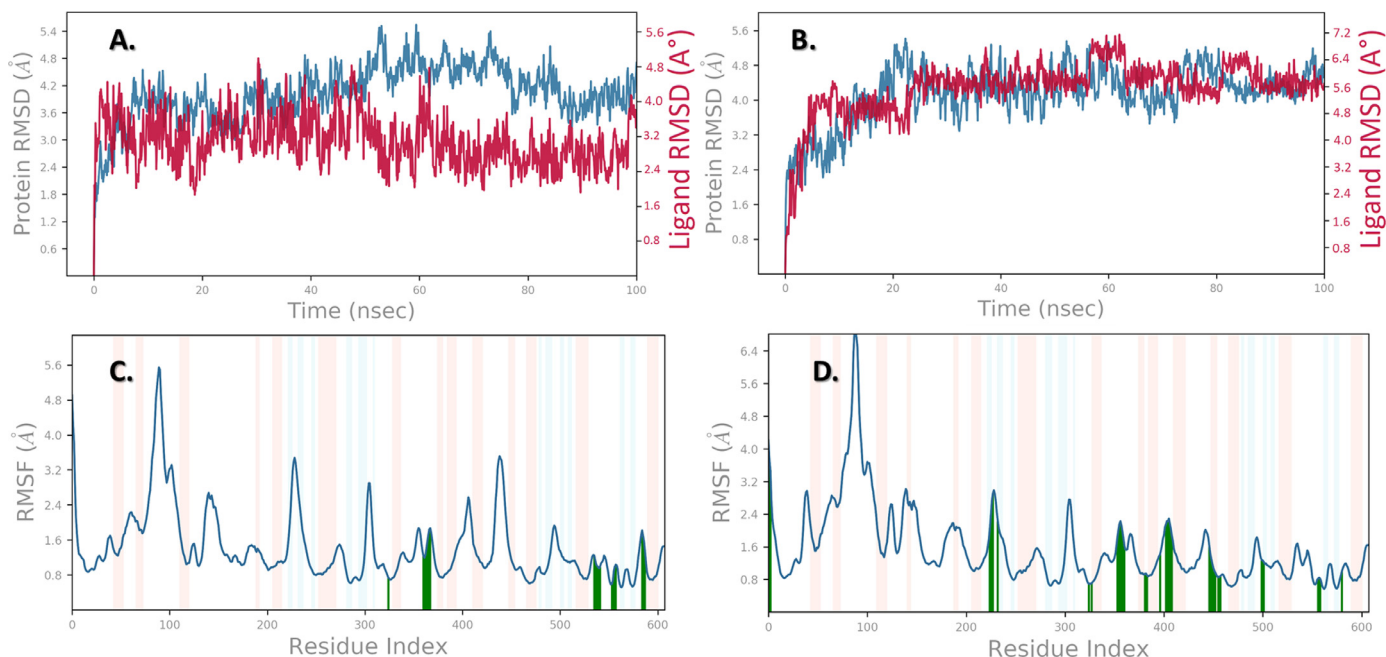 A.
Protein RMSD (Å)
5.4
4.8
4.2
3.6
3.0
2.4
1.8
1.2
0.6
5.6
4.8
4.0
3.2
2.4
1.6
0.8
Ligand RMSD (A°)
0 20 40 60 80 100
Time (nsec)
B.
Protein RMSD (Å)
5.6
4.8
4.0
3.2
2.4
1.6
0.8
7.2
6.4
5.6
4.8
4.0
3.2
2.4
1.6
0.8
Ligand RMSD (A°)
0 20 40 60 80 100
Time (nsec)
C.
RMSF (Å)
5.6
4.8
4.0
3.2
2.4
1.6
0.8
0 100 200 300 400 500 600
Residue Index
D.
RMSF (Å)
6.4
5.6
4.8
4.0
3.2
2.4
1.6
0.8
0 100 200 300 400 500 600
Residue Index